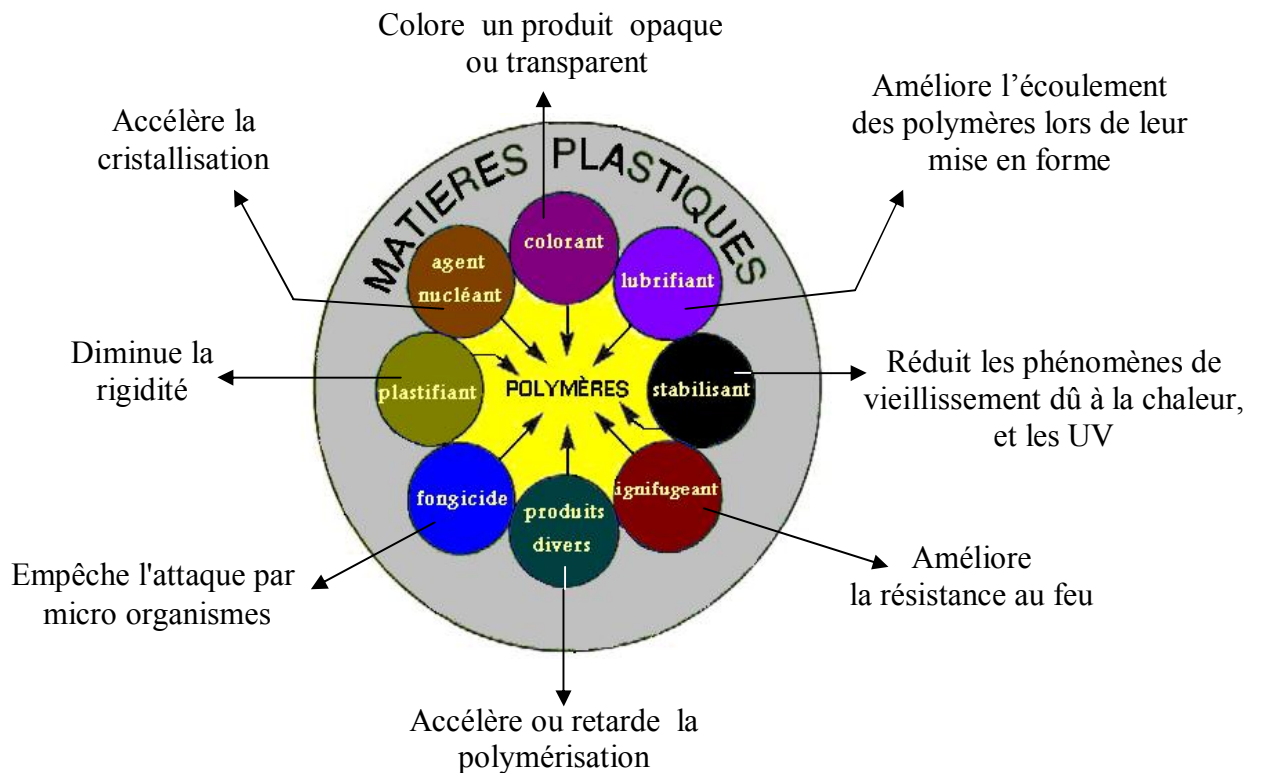 Colore un produit opaque
ou transparent
Améliore l’écoulement
des polymères lors de leur
mise en forme
Accélère la
cristallisation
MATIERES PLASTIQUES
colorant
agent
nucléant
lubrifiant
Diminue la
rigidité
plastifiant
POLYMÈRES
stabilisant
Réduit les phénomènes de
vieillissement dû à la chaleur,
et les UV
fongicide
produits
divers
ignifugeant
Empêche l'attaque par
micro organismes
Améliore
la résistance au feu
Accélère ou retarde la
polymérisation